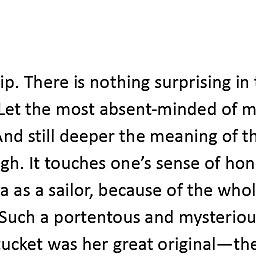 ip. There is nothing surprising in
Let the most absent-minded of m
And still deeper the meaning of th
gh. It touches one’s sense of hon
a as a sailor, because of the whol
Such a portentous and mysteriou
tucket was her great original—the